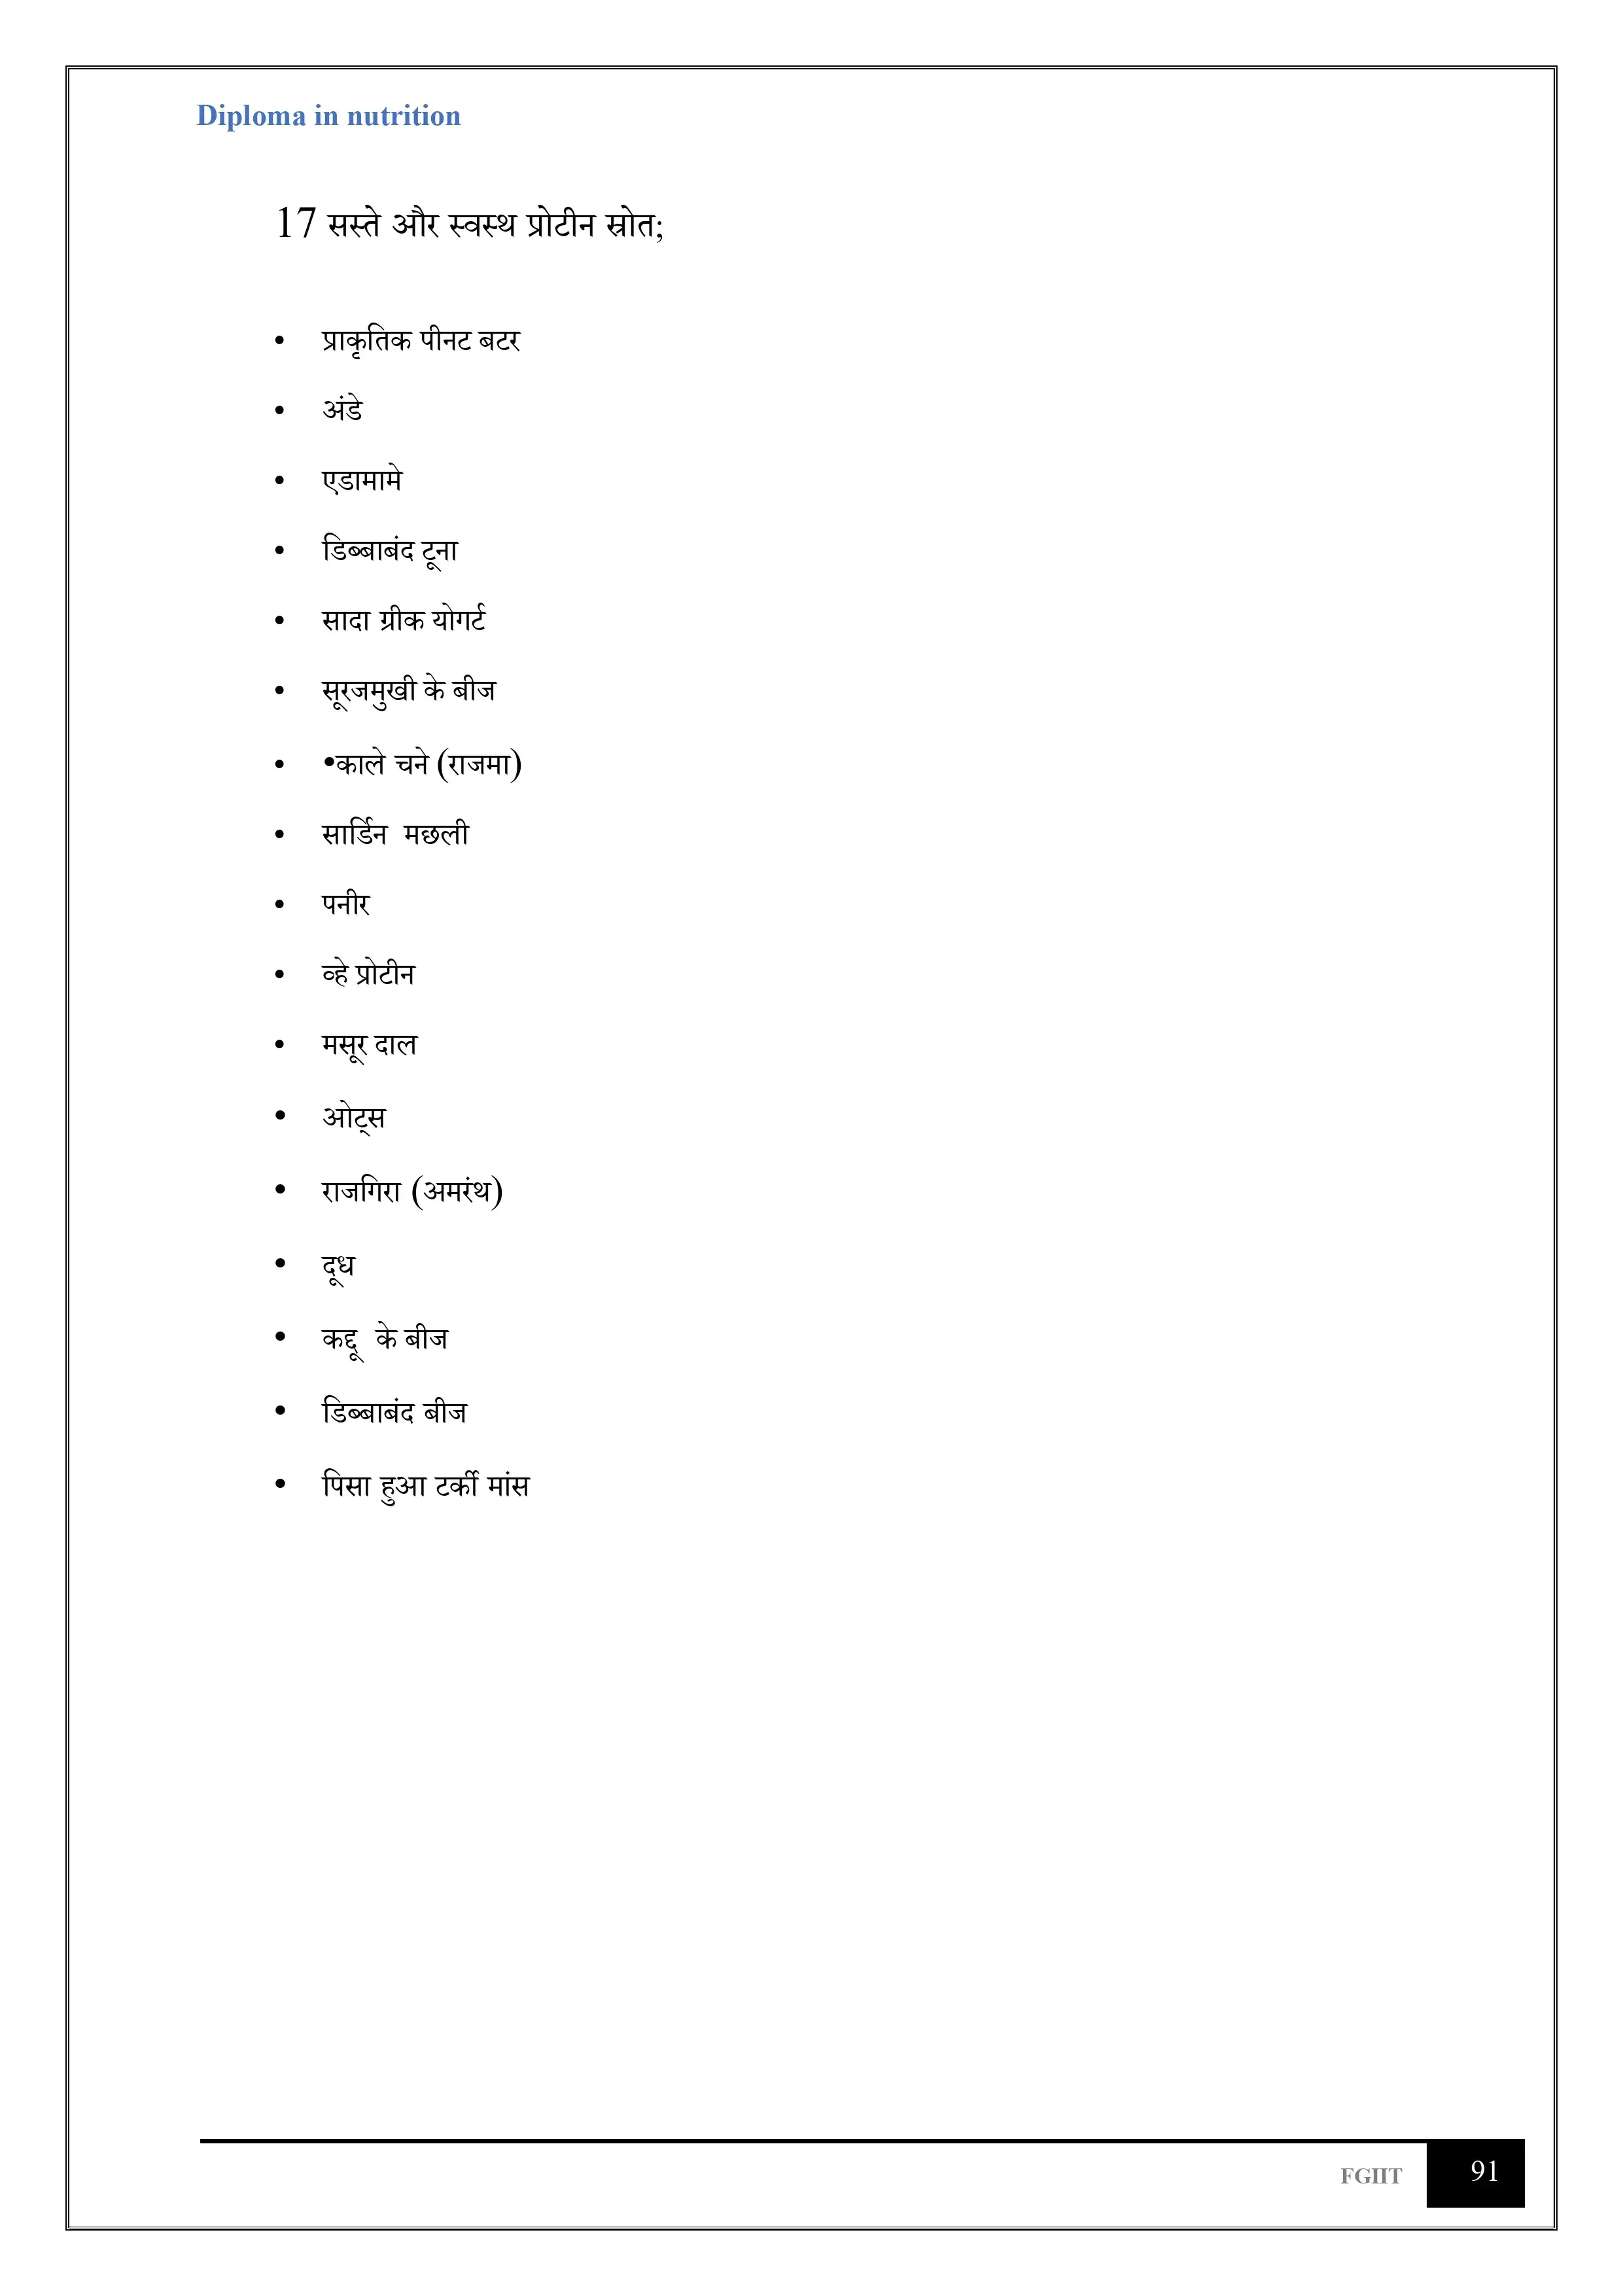 Diploma in nutrition
17 सस्ते और स्वस्थ प्रोटीन स्रोत;
• प्राकृतिक पीनट बटर
• अंडे
• एडामामे
• डिब्बाबंद टूना
• सादा ग्रीक योगर्ट
• सूरजमुखी के बीज
• •काले चने (राजमा)
• सार्डिन मछली
• पनीर
• व्हे प्रोटीन
• मसूर दाल
• ओट्स
• राजगिरा (अमरंथ)
• दूध
• कद्दू के बीज
• डिब्बाबंद बीज
• पिसा हुआ टर्की मांस
FGIIT 91